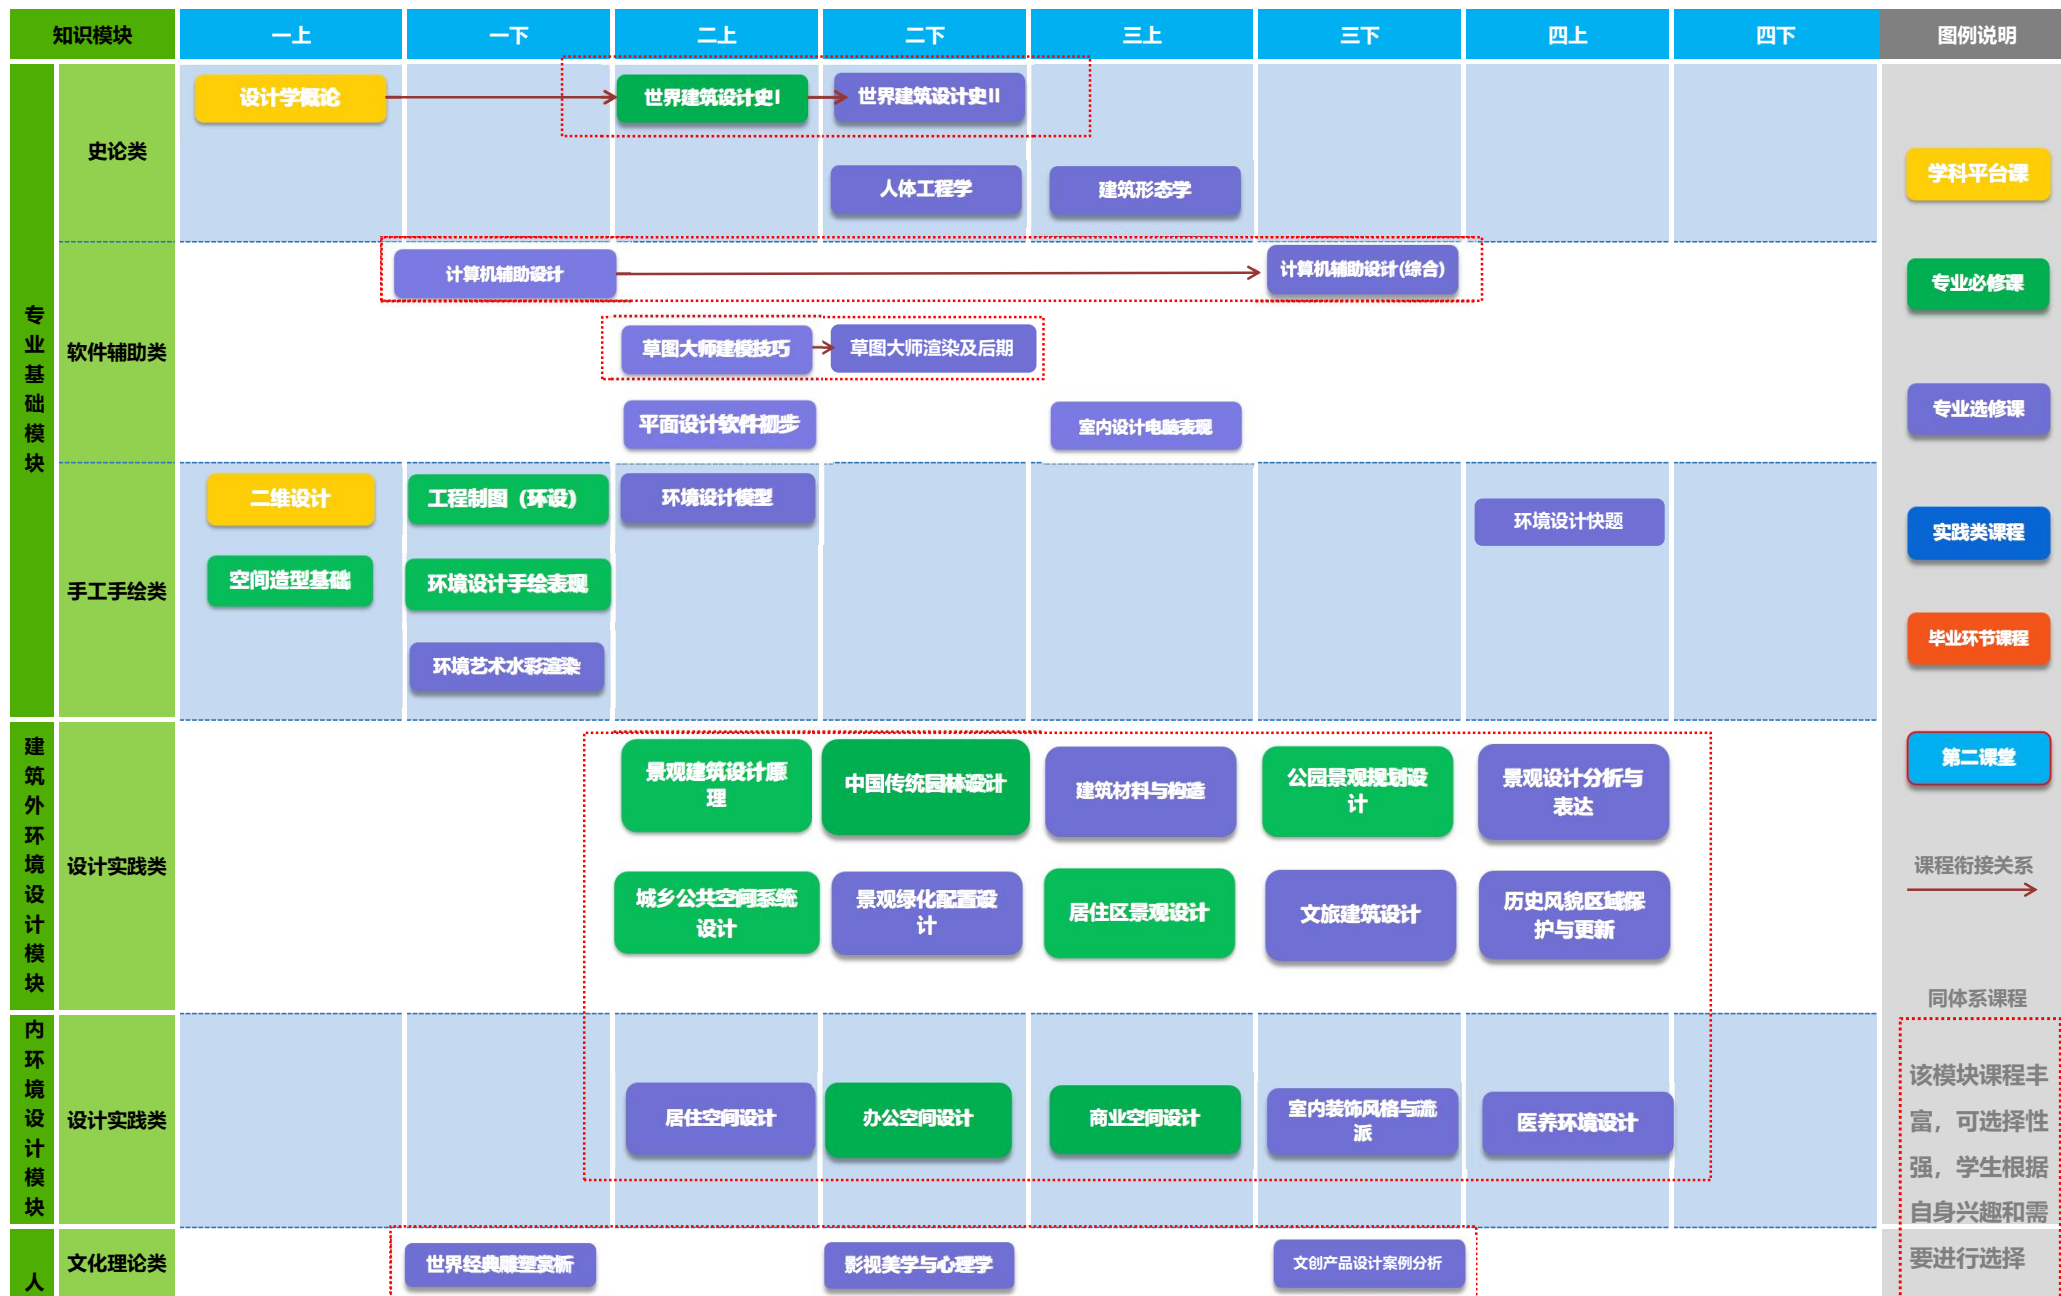 知识模块
一上
一下
二上
二下
三上
三下
四上
四下
图例说明
专业基础模块
史论类
设计学概论
世界建筑设计史I
世界建筑设计史II
人体工程学
建筑形态学
软件辅助类
计算机辅助设计
计算机辅助设计(综合)
草图大师建模技巧
草图大师渲染及后期
平面设计软件初步
室内设计电脑表现
手工手绘类
二维设计
工程制图（环设）
环境设计模型
环境设计快题
空间造型基础
环境设计手绘表现
环境艺术水彩渲染
建筑外环境设计模块
设计实践类
景观建筑设计原
理
中国传统园林设计
建筑材料与构造
公园景观规划设
计
景观设计分析与
表达
城乡公共空间系统
设计
景观绿化配置设
计
居住区景观设计
文旅建筑设计
历史风貌区域保
护与更新
内环境设计模块
设计实践类
居住空间设计
办公空间设计
商业空间设计
室内装饰风格与流
派
医养环境设计
人
文化理论类
世界经典雕塑赏析
影视美学与心理学
文创产品设计案例分析
学科平台课
专业必修课
专业选修课
实践类课程
毕业环节课程
第二课堂
课程衔接关系
同体系课程
该模块课程丰
富，可选择性
强，学生根据
自身兴趣和需
要进行选择